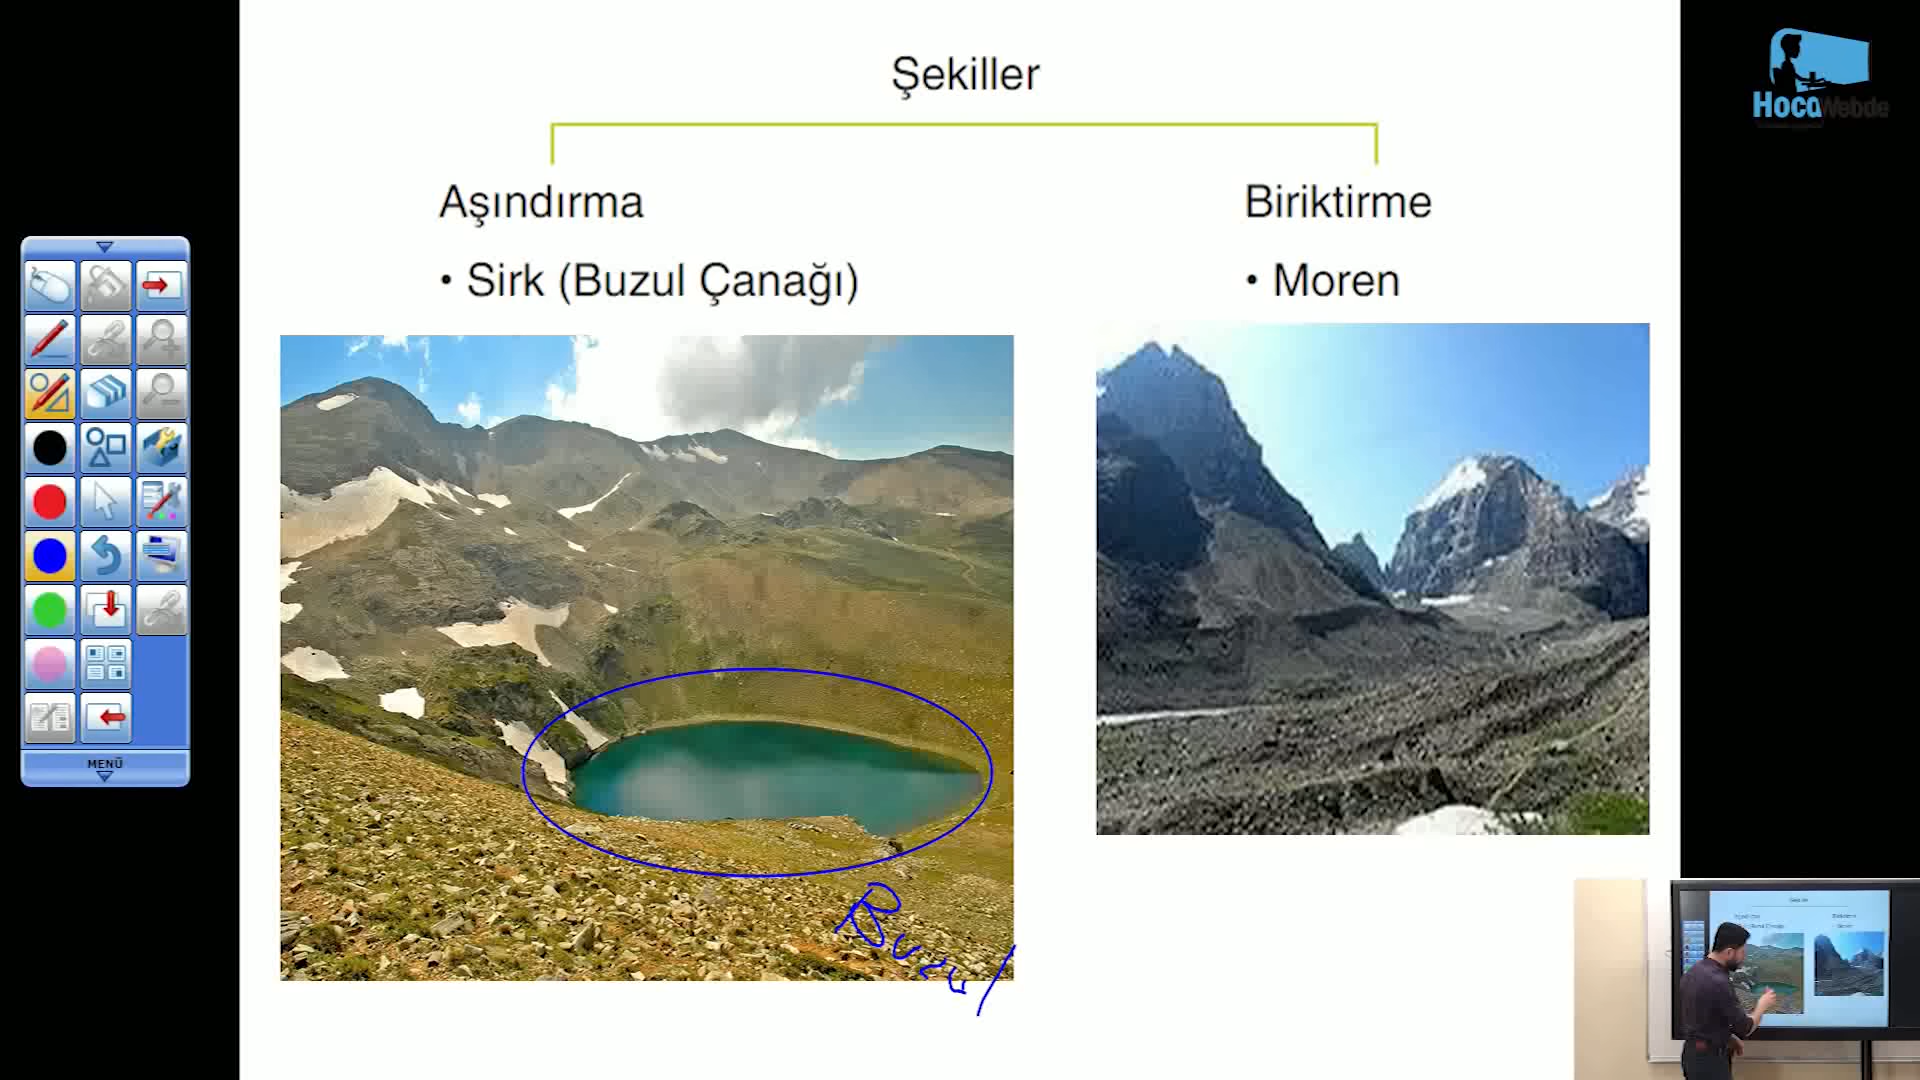 Şekiller
HocaWebde
Aşındırma
Biriktirme
• Sirk (Buzul Çanağı)
• Moren
Buzul
MENÜ